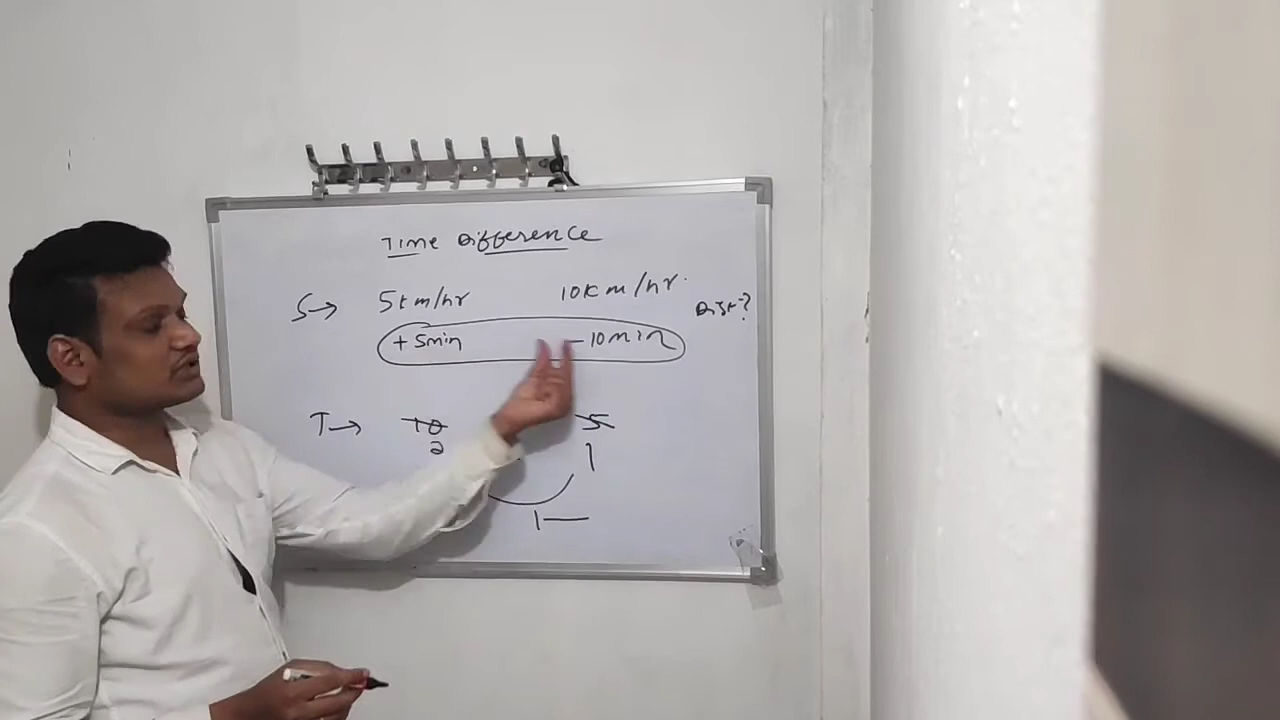 Time Difference
S→ 5km/hr 10km/hr. Dist?
+5min -10min
T→ 10 5
2 1
1—